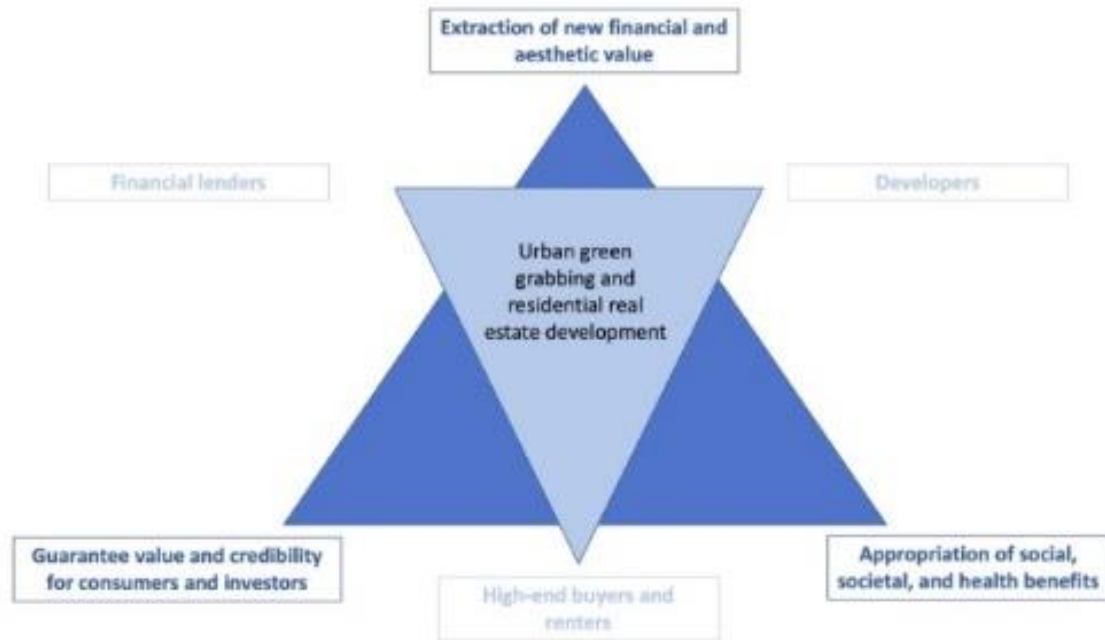 Extraction of new financial and
aesthetic value
Financial lenders
Developers
Urban green
grabbing and
residential real
estate development
Guarantee value and credibility
for consumers and investors
Appropriation of social,
societal, and health benefits
High-end buyers and
renters